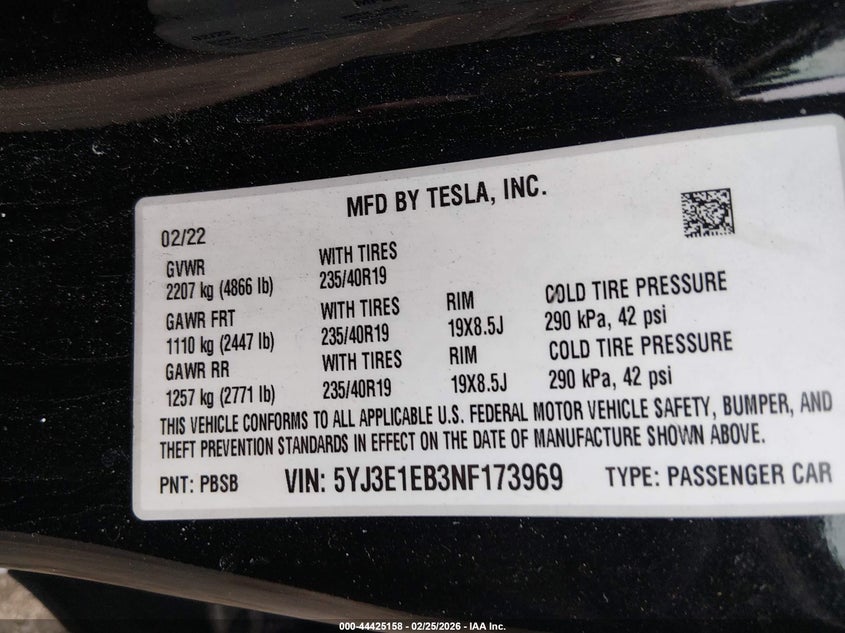 MFD BY TESLA, INC.
02/22
GVWR WITH TIRES
2207 kg (4866 lb) 235/40R19
GAWR FRT WITH TIRES RIM COLD TIRE PRESSURE
1110 kg (2447 lb) 235/40R19 19X8.5J 290 kPa, 42 psi
GAWR RR WITH TIRES RIM COLD TIRE PRESSURE
1257 kg (2771 lb) 235/40R19 19X8.5J 290 kPa, 42 psi
THIS VEHICLE CONFORMS TO ALL APPLICABLE U.S. FEDERAL MOTOR VEHICLE SAFETY, BUMPER, AND
THEFT PREVENTION STANDARDS IN EFFECT ON THE DATE OF MANUFACTURE SHOWN ABOVE.
PNT: PBSB VIN: 5YJ3E1EB3NF173969 TYPE: PASSENGER CAR
000-44425158 - 02/25/2026 - IAA Inc.